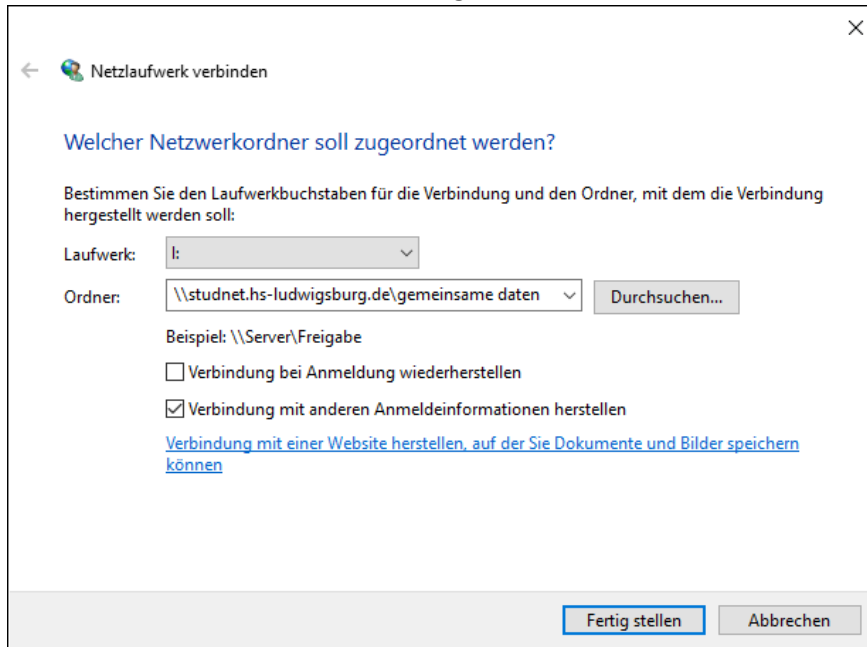 Netzlaufwerk verbinden
Welcher Netzwerkordner soll zugeordnet werden?
Bestimmen Sie den Laufwerkbuchstaben für die Verbindung und den Ordner, mit dem die Verbindung
hergestellt werden soll:
Laufwerk: I:
Ordner: \\studnet.hs-ludwigsburg.de\gemeinsame daten Durchsuchen...
Beispiel: \\Server\Freigabe
Verbindung bei Anmeldung wiederherstellen
Verbindung mit anderen Anmeldeinformationen herstellen
Verbindung mit einer Website herstellen, auf der Sie Dokumente und Bilder speichern
können
Fertig stellen Abbrechen